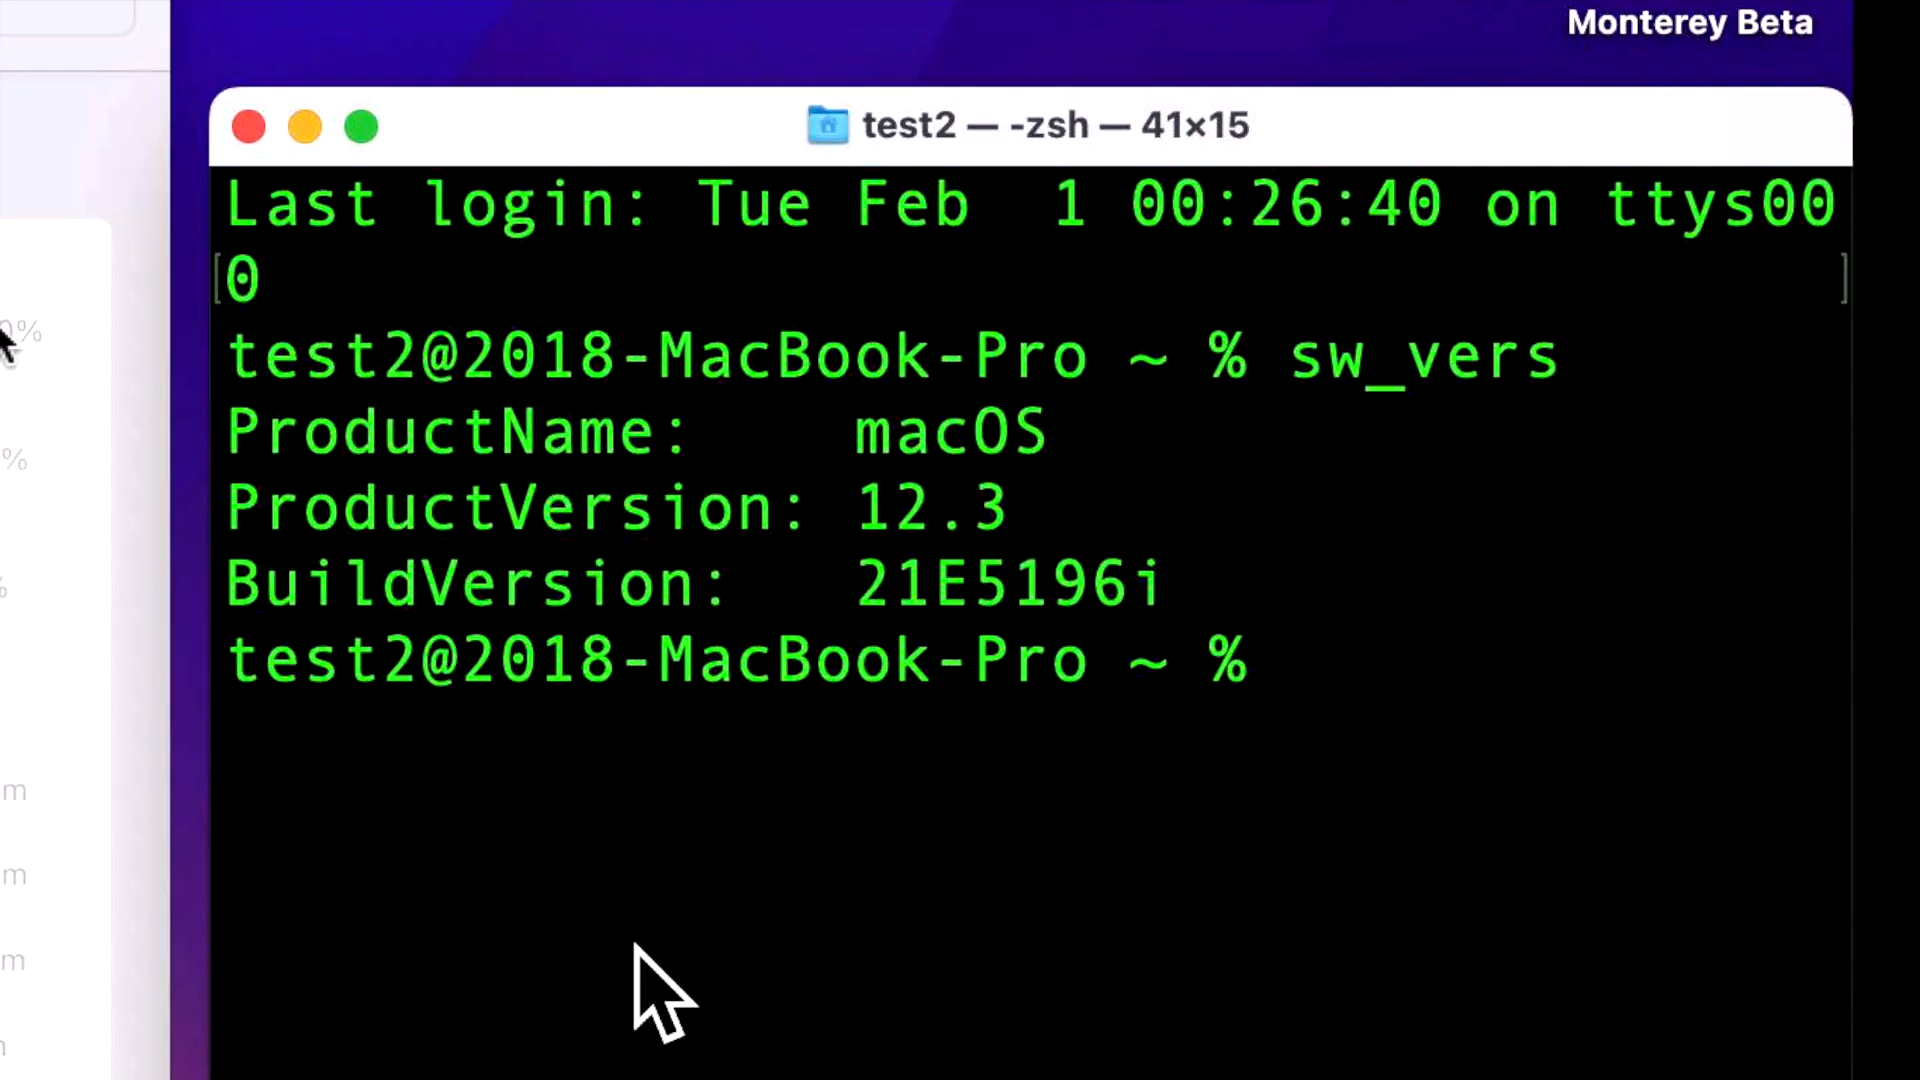 Monterey Beta
test2 — -zsh — 41×15
Last login: Tue Feb  1 00:26:40 on ttys00
0
test2@2018-MacBook-Pro ~ % sw_vers
ProductName:    macOS
ProductVersion: 12.3
BuildVersion:   21E5196i
test2@2018-MacBook-Pro ~ %
%
%
m
m
m